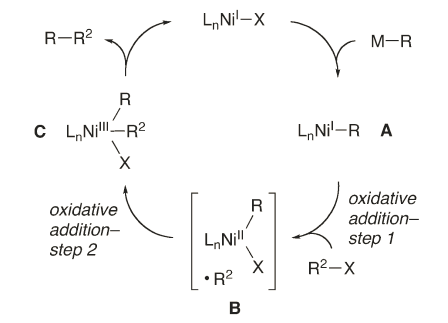 LₙNiᴵ–X
R–R²
M–R
R
C LₙNiᴵᴵᴵ–R²
X
LₙNiᴵ–R A
oxidative
addition–
step 1
oxidative
addition–
step 2
R
LₙNiᴵᴵ
X
• R²
R²–X
B